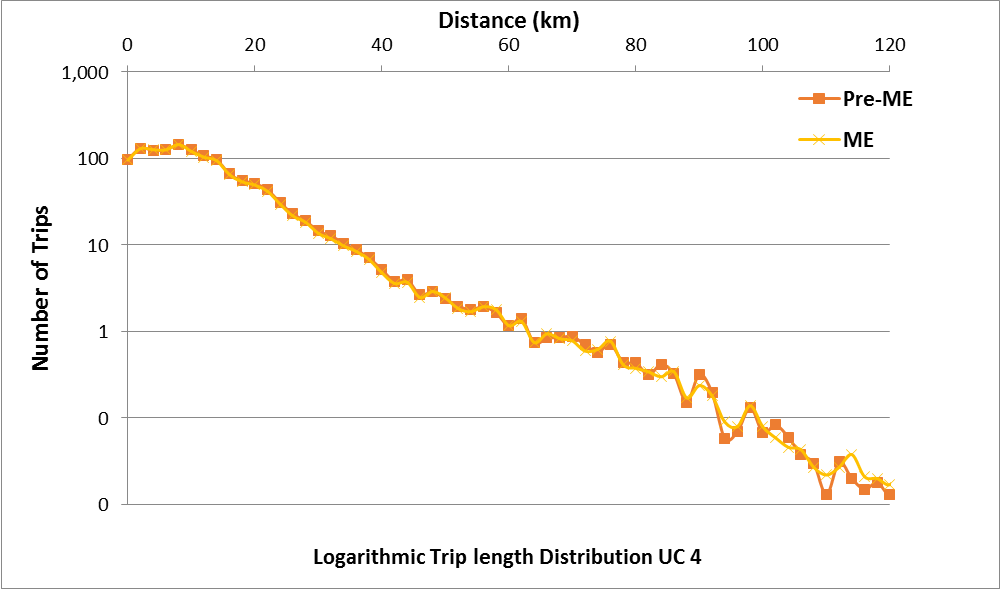 Distance (km)
0 20 40 60 80 100 120
1,000
100
10
1
0
0
Number of Trips
Pre-ME
ME
Logarithmic Trip length Distribution UC 4